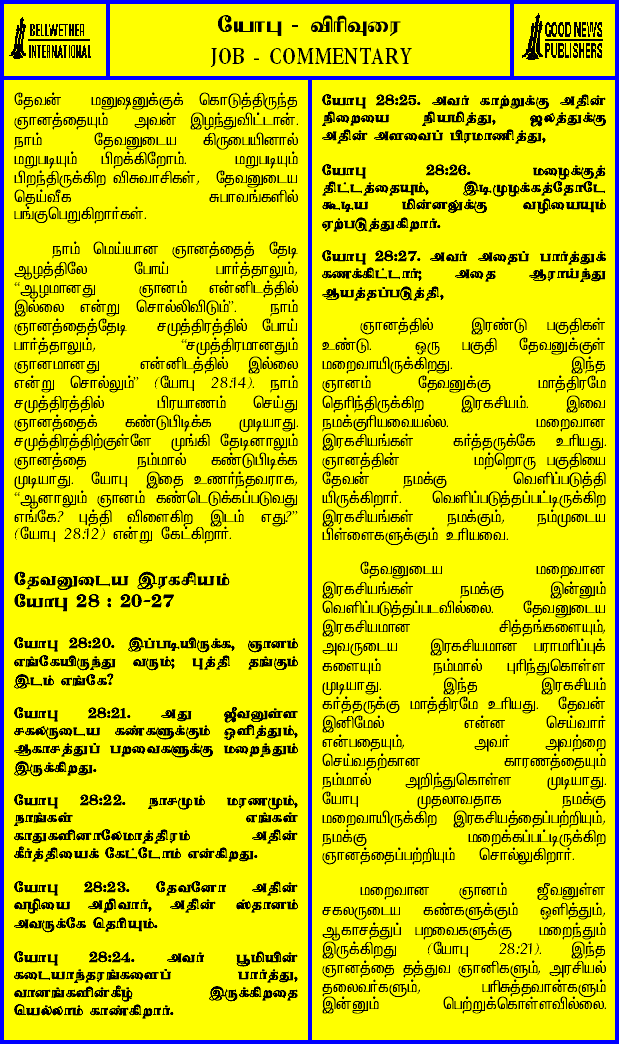 BELLWETHER
INTERNATIONAL
யோபு - விரிவுரை
JOB - COMMENTARY
GOOD NEWS
PUBLISHERS
தேவன் மனுஷனுக்குக் கொடுத்திருந்த
ஞானத்தையும் அவன் இழந்துவிட்டான்.
நாம் தேவனுடைய கிருபையினால்
மறுபடியும் பிறக்கிறோம். மறுபடியும்
பிறந்திருக்கிற விசுவாசிகள், தேவனுடைய
தெய்வீக சுபாவங்களில்
பங்குபெறுகிறார்கள்.
நாம் மெய்யான ஞானத்தைத் தேடி
ஆழத்திலே போய் பார்த்தாலும்,
“ஆழமானது ஞானம் என்னிடத்தில்
இல்லை என்று சொல்லிவிடும்”. நாம்
ஞானத்தைத்தேடி சமுத்திரத்தில் போய்
பார்த்தாலும், “சமுத்திரமானதும்
ஞானமானது என்னிடத்தில் இல்லை
என்று சொல்லும்” (யோபு 28:14). நாம்
சமுத்திரத்தில் பிரயாணம் செய்து
ஞானத்தைக் கண்டுபிடிக்க முடியாது.
சமுத்திரத்திற்குள்ளே முங்கி தேடினாலும்
ஞானத்தை நம்மால் கண்டுபிடிக்க
முடியாது. யோபு இதை உணர்ந்தவராக,
“ஆனாலும் ஞானம் கண்டெடுக்கப்படுவது
எங்கே? புத்தி விளைகிற இடம் எது?”
(யோபு 28:12) என்று கேட்கிறார்.
தேவனுடைய இரகசியம்
யோபு 28 : 20-27
யோபு 28:20. இப்படியிருக்க, ஞானம்
எங்கேயிருந்து வரும்; புத்தி தங்கும்
இடம் எங்கே?
யோபு 28:21. அது ஜீவனுள்ள
சகலருடைய கண்களுக்கும் ஒளித்தும்,
ஆகாசத்துப் பறவைகளுக்கு மறைந்தும்
இருக்கிறது.
யோபு 28:22. நாசமும் மரணமும்,
நாங்கள் எங்கள்
காதுகளினாலேமாத்திரம் அதின்
கீர்த்தியைக் கேட்டோம் என்கிறது.
யோபு 28:23. தேவனோ அதின்
வழியை அறிவார், அதின் ஸ்தானம்
அவருக்கே தெரியும்.
யோபு 28:24. அவர் பூமியின்
கடையாந்தரங்களைப் பார்த்து,
வானங்களின்கீழ் இருக்கிறதை
யெல்லாம் காண்கிறார்.
யோபு 28:25. அவர் காற்றுக்கு அதின்
நிறையை நியமித்து, ஜலத்துக்கு
அதின் அளவைப் பிரமாணித்து,
யோபு 28:26. மழைக்குத்
திட்டத்தையும், இடிமுழக்கத்தோடே
கூடிய மின்னலுக்கு வழியையும்
ஏற்படுத்துகிறார்.
யோபு 28:27. அவர் அதைப் பார்த்துக்
கணக்கிட்டார்; அதை ஆராய்ந்து
ஆயத்தப்படுத்தி,
ஞானத்தில் இரண்டு பகுதிகள்
உண்டு. ஒரு பகுதி தேவனுக்குள்
மறைவாயிருக்கிறது. இந்த
ஞானம் தேவனுக்கு மாத்திரமே
தெரிந்திருக்கிற இரகசியம். இவை
நமக்குரியவையல்ல. மறைவான
இரகசியங்கள் கர்த்தருக்கே உரியது.
ஞானத்தின் மற்றொரு பகுதியை
தேவன் நமக்கு வெளிப்படுத்தி
யிருக்கிறார். வெளிப்படுத்தப்பட்டிருக்கிற
இரகசியங்கள் நமக்கும், நம்முடைய
பிள்ளைகளுக்கும் உரியவை.
தேவனுடைய மறைவான
இரகசியங்கள் நமக்கு இன்னும்
வெளிப்படுத்தப்படவில்லை. தேவனுடைய
இரகசியமான சித்தங்களையும்,
அவருடைய இரகசியமான பராமரிப்புக்
களையும் நம்மால் புரிந்துகொள்ள
முடியாது. இந்த இரகசியம்
கர்த்தருக்கு மாத்திரமே உரியது. தேவன்
இனிமேல் என்ன செய்வார்
என்பதையும், அவர் அவற்றை
செய்வதற்கான காரணத்தையும்
நம்மால் அறிந்துகொள்ள முடியாது.
யோபு முதலாவதாக நமக்கு
மறைவாயிருக்கிற இரகசியத்தைப்பற்றியும்,
நமக்கு மறைக்கப்பட்டிருக்கிற
ஞானத்தைப்பற்றியும் சொல்லுகிறார்.
மறைவான ஞானம் ஜீவனுள்ள
சகலருடைய கண்களுக்கும் ஒளித்தும்,
ஆகாசத்துப் பறவைகளுக்கு மறைந்தும்
இருக்கிறது (யோபு 28:21). இந்த
ஞானத்தை தத்துவ ஞானிகளும், அரசியல்
தலைவர்களும், பரிசுத்தவான்களும்
இன்னும் பெற்றுக்கொள்ளவில்லை.